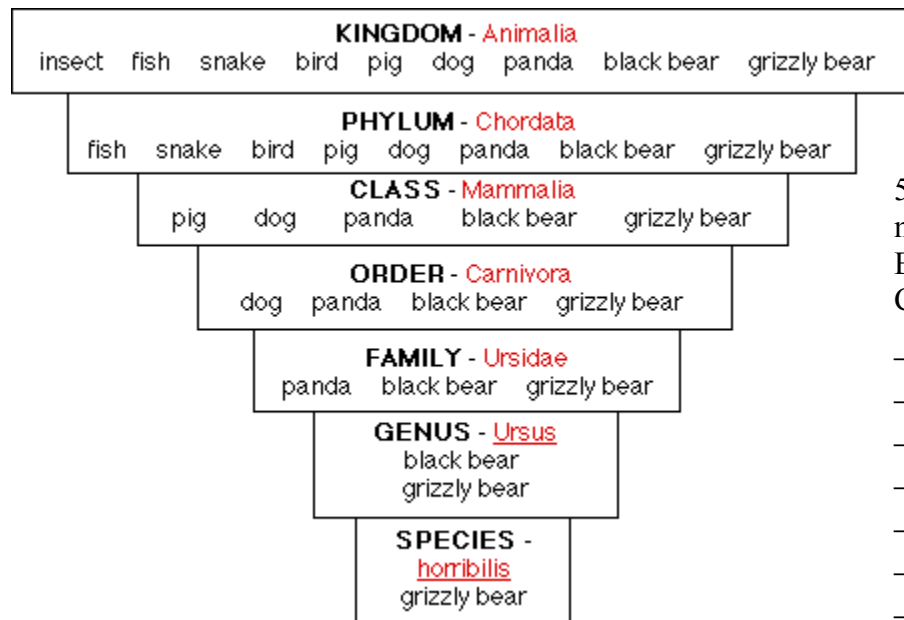 KINGDOM - Animalia
insect fish snake bird pig dog panda black bear grizzly bear
PHYLUM - Chordata
fish snake bird pig dog panda black bear grizzly bear
CLASS - Mammalia
pig dog panda black bear grizzly bear
ORDER - Carnivora
dog panda black bear grizzly bear
FAMILY - Ursidae
panda black bear grizzly bear
GENUS - Ursus
black bear
grizzly bear
SPECIES -
horribilis
grizzly bear
5